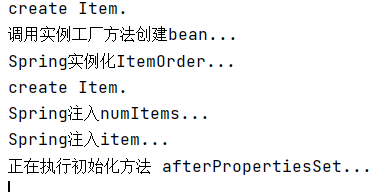 create Item.
调用实例工厂方法创建bean...
Spring实例化ItemOrder...
create Item.
Spring注入numItems...
Spring注入item...
正在执行初始化方法 afterPropertiesSet...